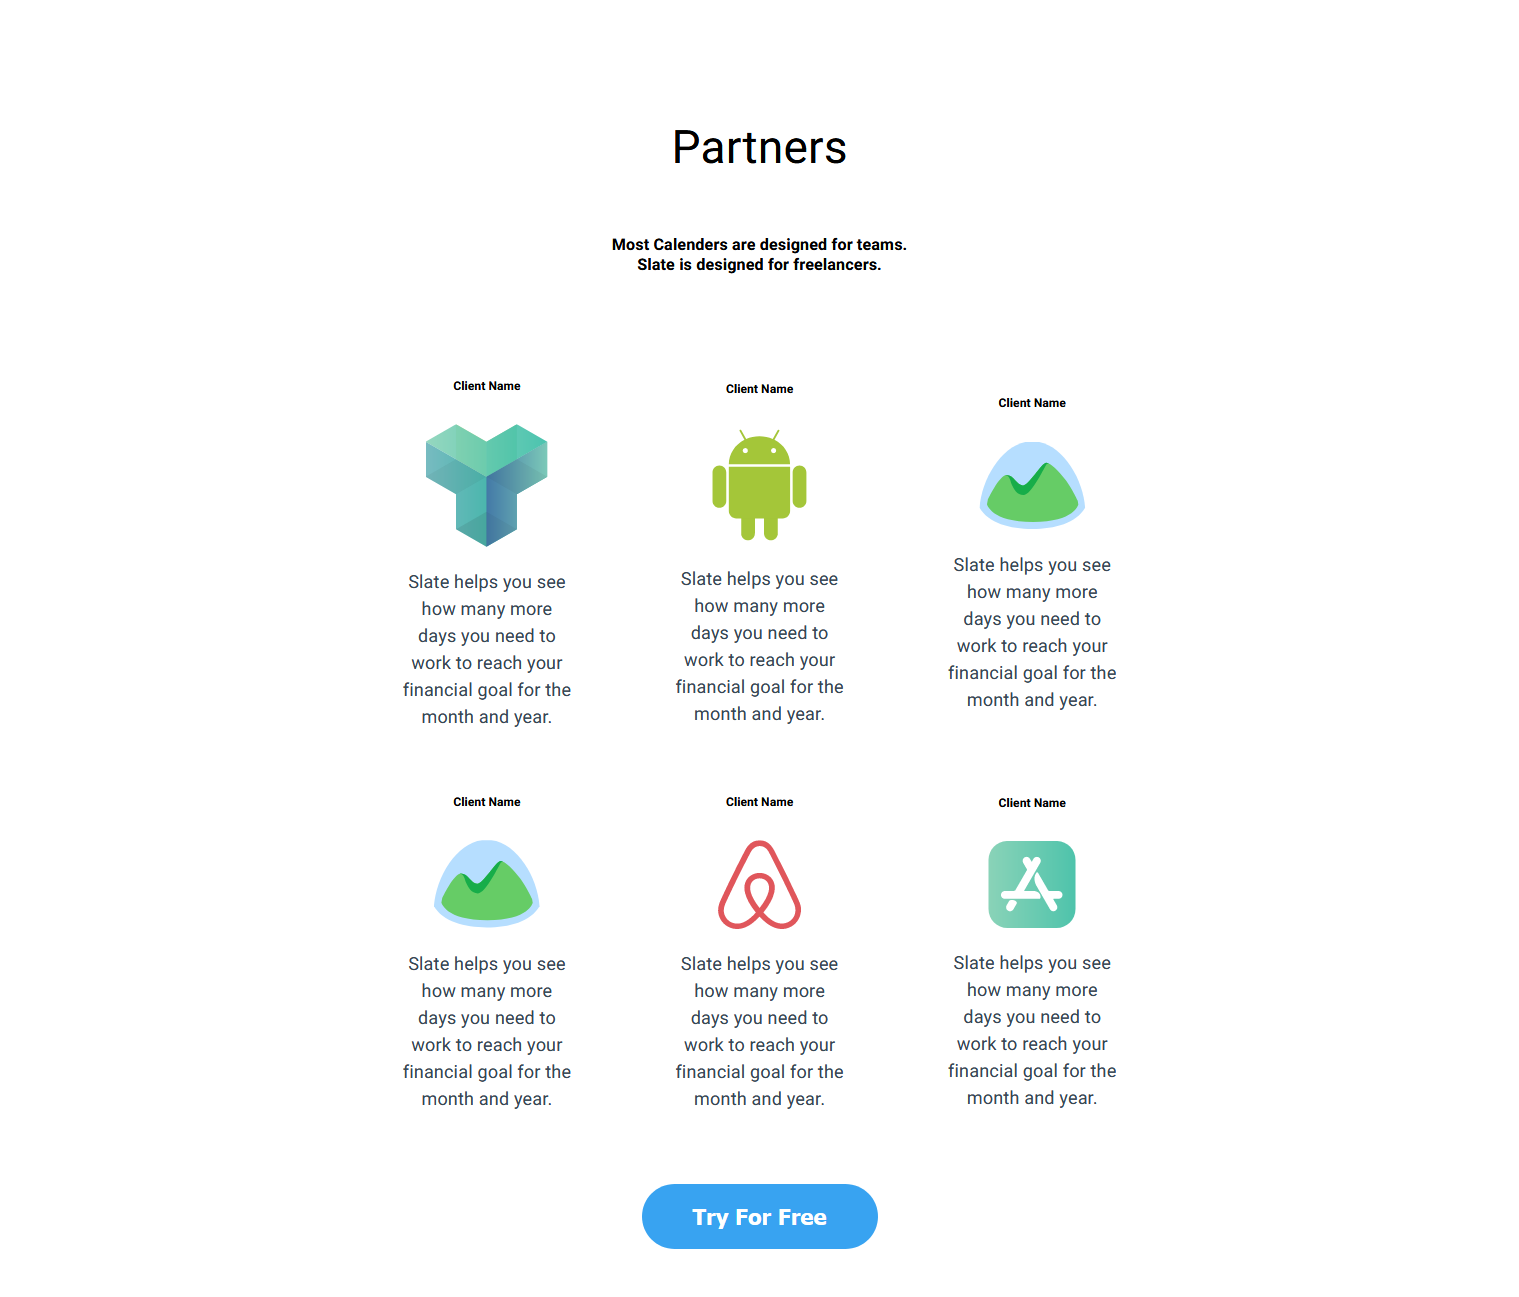 Partners
Most Calenders are designed for teams.
Slate is designed for freelancers.
Client Name
Slate helps you see
how many more
days you need to
work to reach your
financial goal for the
month and year.
Client Name
Slate helps you see
how many more
days you need to
work to reach your
financial goal for the
month and year.
Client Name
Slate helps you see
how many more
days you need to
work to reach your
financial goal for the
month and year.
Client Name
Slate helps you see
how many more
days you need to
work to reach your
financial goal for the
month and year.
Client Name
Slate helps you see
how many more
days you need to
work to reach your
financial goal for the
month and year.
Client Name
Slate helps you see
how many more
days you need to
work to reach your
financial goal for the
month and year.
Try For Free